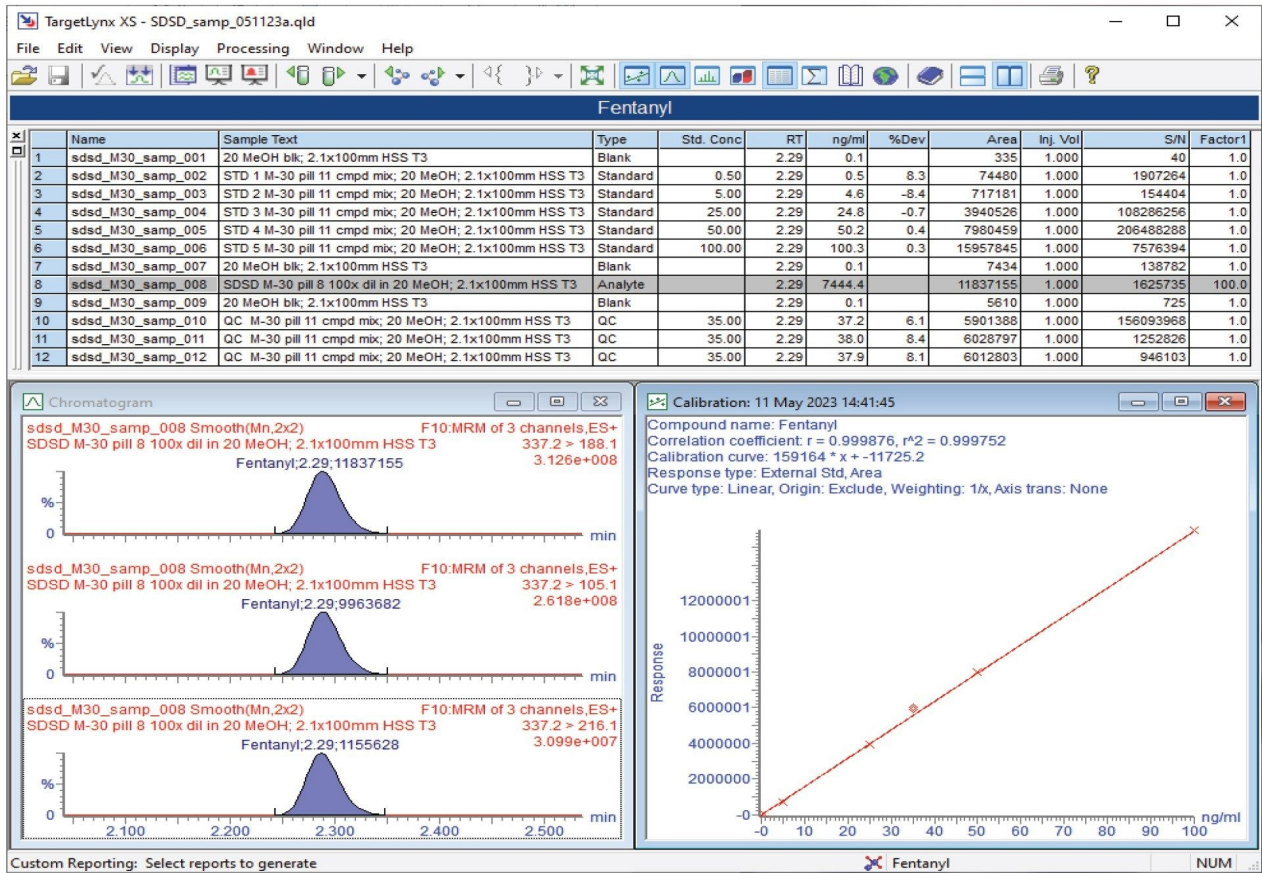 TargetLynx XS - SDSD_samp_051123a.qld
File Edit View Display Processing Window Help
Fentanyl
Name Sample Text Type Std. Conc RT ng/ml %Dev Area Inj. Vol S/N Factor1
1 sdsd_M30_samp_001 20 MeOH blk; 2.1x100mm HSS T3 Blank 2.29 0.1 335 1.000 40 1.0
2 sdsd_M30_samp_002 STD 1 M-30 pill 11 cmpd mix; 20 MeOH; 2.1x100mm HSS T3 Standard 0.50 2.29 0.5 8.3 74480 1.000 1907264 1.0
3 sdsd_M30_samp_003 STD 2 M-30 pill 11 cmpd mix; 20 MeOH; 2.1x100mm HSS T3 Standard 5.00 2.29 4.6 -8.4 717181 1.000 154404 1.0
4 sdsd_M30_samp_004 STD 3 M-30 pill 11 cmpd mix; 20 MeOH; 2.1x100mm HSS T3 Standard 25.00 2.29 24.8 -0.7 3940526 1.000 108286256 1.0
5 sdsd_M30_samp_005 STD 4 M-30 pill 11 cmpd mix; 20 MeOH; 2.1x100mm HSS T3 Standard 50.00 2.29 50.2 0.4 7980459 1.000 206488288 1.0
6 sdsd_M30_samp_006 STD 5 M-30 pill 11 cmpd mix; 20 MeOH; 2.1x100mm HSS T3 Standard 100.00 2.29 100.3 0.3 15957845 1.000 7576394 1.0
7 sdsd_M30_samp_007 20 MeOH blk; 2.1x100mm HSS T3 Blank 2.29 0.1 7434 1.000 138782 1.0
8 sdsd_M30_samp_008 SDSD M-30 pill 8 100x dil in 20 MeOH; 2.1x100mm HSS T3 Analyte 2.29 7444.4 11837155 1.000 1625735 100.0
9 sdsd_M30_samp_009 20 MeOH blk; 2.1x100mm HSS T3 Blank 2.29 0.1 5610 1.000 725 1.0
10 sdsd_M30_samp_010 QC M-30 pill 11 cmpd mix; 20 MeOH; 2.1x100mm HSS T3 QC 35.00 2.29 37.2 6.1 5901388 1.000 156093968 1.0
11 sdsd_M30_samp_011 QC M-30 pill 11 cmpd mix; 20 MeOH; 2.1x100mm HSS T3 QC 35.00 2.29 38.0 8.4 6028797 1.000 1252826 1.0
12 sdsd_M30_samp_012 QC M-30 pill 11 cmpd mix; 20 MeOH; 2.1x100mm HSS T3 QC 35.00 2.29 37.9 8.1 6012803 1.000 946103 1.0
Chromatogram
sdsd_M30_samp_008 Smooth(Mn,2x2) F10:MRM of 3 channels,ES+
SDSD M-30 pill 8 100x dil in 20 MeOH; 2.1x100mm HSS T3 337.2 > 188.1
Fentanyl;2.29;11837155 3.126e+008
%
0 min
sdsd_M30_samp_008 Smooth(Mn,2x2) F10:MRM of 3 channels,ES+
SDSD M-30 pill 8 100x dil in 20 MeOH; 2.1x100mm HSS T3 337.2 > 105.1
Fentanyl;2.29;9963682 2.618e+008
%
0 min
sdsd_M30_samp_008 Smooth(Mn,2x2) F10:MRM of 3 channels,ES+
SDSD M-30 pill 8 100x dil in 20 MeOH; 2.1x100mm HSS T3 337.2 > 216.1
Fentanyl;2.29;1155628 3.099e+007
%
0 min
2.100 2.200 2.300 2.400 2.500
Calibration: 11 May 2023 14:41:45
Compound name: Fentanyl
Correlation coefficient: r = 0.999876, r^2 = 0.999752
Calibration curve: 159164 * x + -11725.2
Response type: External Std, Area
Curve type: Linear, Origin: Exclude, Weighting: 1/x, Axis trans: None
12000001
10000001
8000001
Response
6000001
4000000
2000000
-0
ng/ml
-0 10 20 30 40 50 60 70 80 90 100
Custom Reporting: Select reports to generate Fentanyl NUM